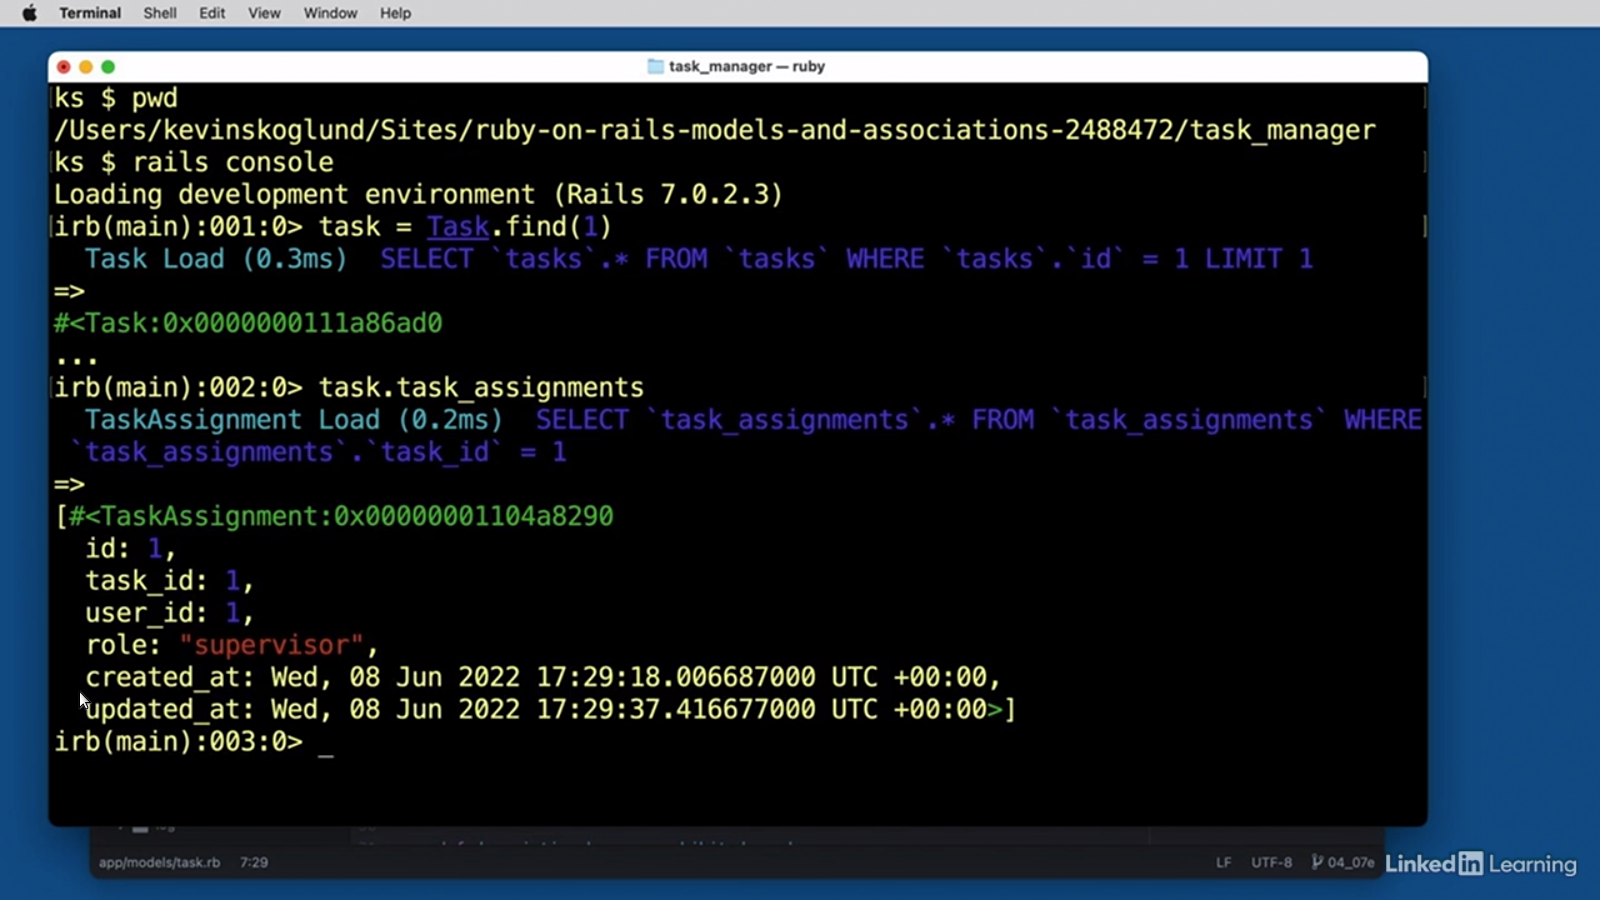 Terminal Shell Edit View Window Help
task_manager — ruby
ks $ pwd
/Users/kevinskoglund/Sites/ruby-on-rails-models-and-associations-2488472/task_manager
ks $ rails console
Loading development environment (Rails 7.0.2.3)
irb(main):001:0> task = Task.find(1)
Task Load (0.3ms)  SELECT `tasks`.* FROM `tasks` WHERE `tasks`.`id` = 1 LIMIT 1
=>
#<Task:0x0000000111a86ad0
...
irb(main):002:0> task.task_assignments
TaskAssignment Load (0.2ms)  SELECT `task_assignments`.* FROM `task_assignments` WHERE
`task_assignments`.`task_id` = 1
=>
[#<TaskAssignment:0x00000001104a8290
id: 1,
task_id: 1,
user_id: 1,
role: "supervisor",
created_at: Wed, 08 Jun 2022 17:29:18.006687000 UTC +00:00,
updated_at: Wed, 08 Jun 2022 17:29:37.416677000 UTC +00:00>]
irb(main):003:0> _
app/models/task.rb 7:29 LF UTF-8 04_07e
LinkedIn Learning